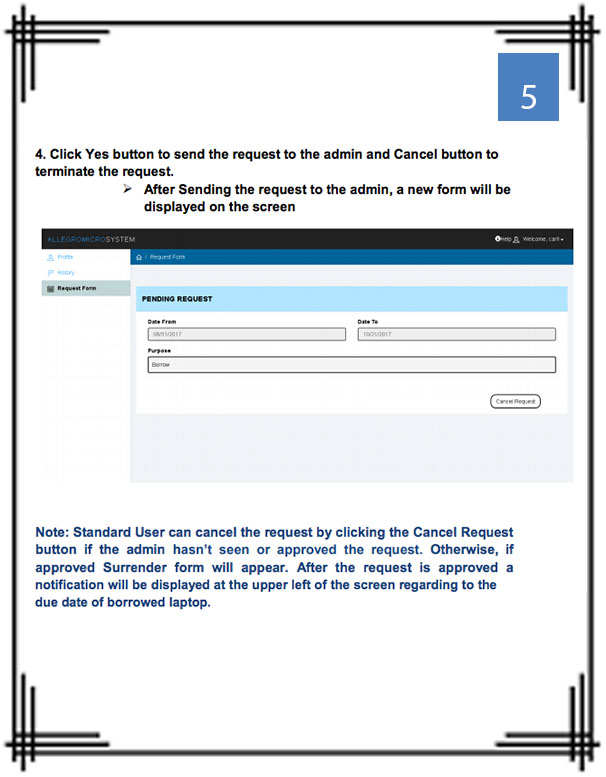 5
4. Click Yes button to send the request to the admin and Cancel button to
terminate the request.
➢ After Sending the request to the admin, a new form will be
displayed on the screen
ALLEGROMICROSYSTEM
Help Welcome, carl
Profile
/ Request Form
History
Request Form
PENDING REQUEST
Date From Date To
08/31/2017 10/21/2017
Purpose
Borrow
Cancel Request
Note: Standard User can cancel the request by clicking the Cancel Request
button if the admin hasn’t seen or approved the request. Otherwise, if
approved Surrender form will appear. After the request is approved a
notification will be displayed at the upper left of the screen regarding to the
due date of borrowed laptop.